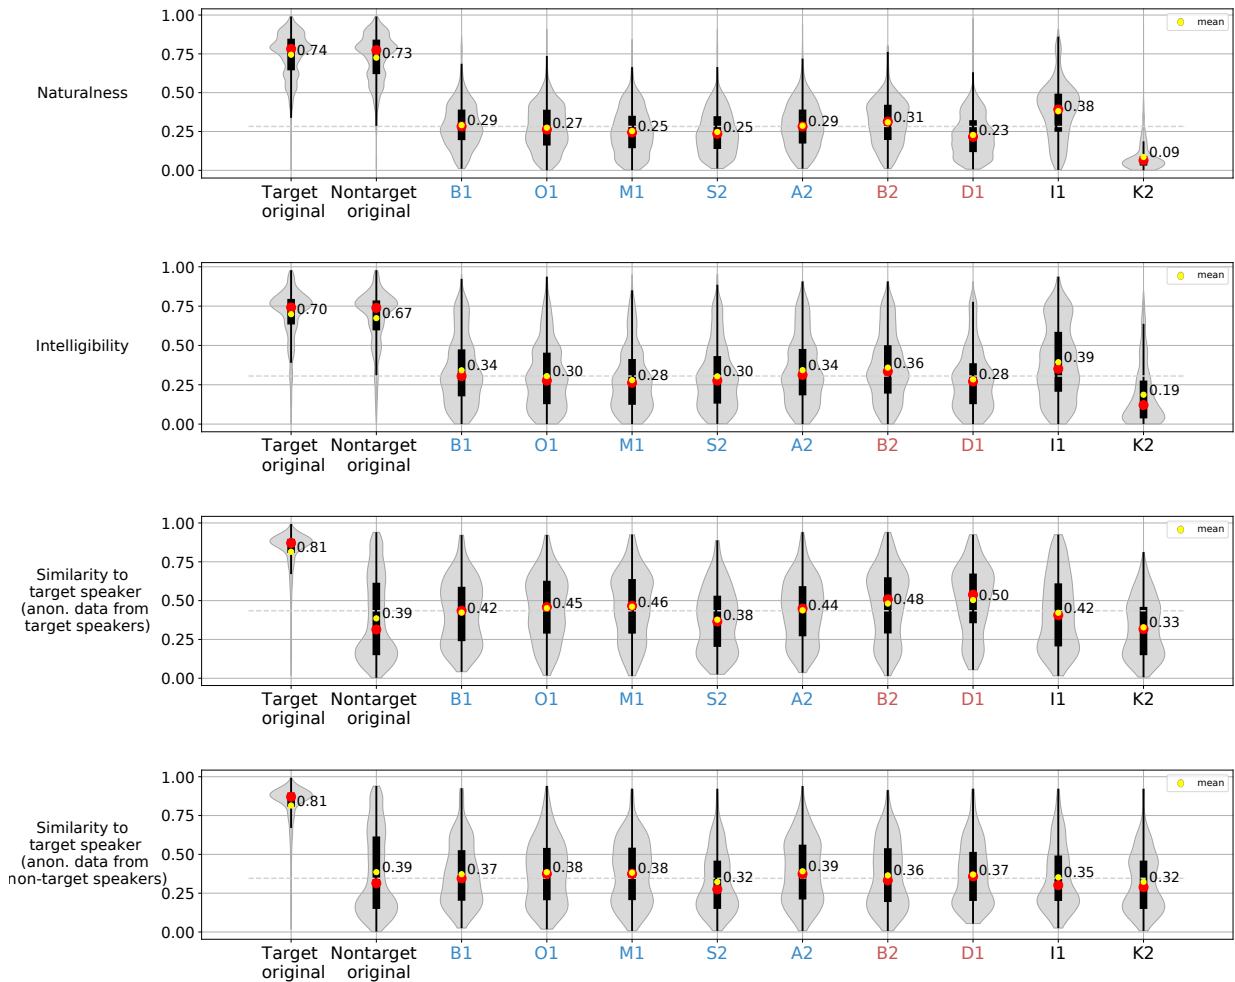 1.00
mean
0.75
0.74
0.73
Naturalness
0.50
0.29
0.27
0.25
0.25
0.29
0.31
0.23
0.38
0.09
0.25
0.00
Target original
Nontarget original
B1
O1
M1
S2
A2
B2
D1
I1
K2
1.00
mean
0.75
0.70
0.67
Intelligibility
0.50
0.34
0.30
0.28
0.30
0.34
0.36
0.28
0.39
0.19
0.25
0.00
Target original
Nontarget original
B1
O1
M1
S2
A2
B2
D1
I1
K2
1.00
mean
0.81
0.75
Similarity to
target speaker
(anon. data from
target speakers)
0.50
0.39
0.42
0.45
0.46
0.38
0.44
0.48
0.50
0.42
0.33
0.25
0.00
Target original
Nontarget original
B1
O1
M1
S2
A2
B2
D1
I1
K2
1.00
mean
0.81
0.75
Similarity to
target speaker
(anon. data from
non-target speakers)
0.50
0.39
0.37
0.38
0.38
0.32
0.39
0.36
0.37
0.35
0.32
0.25
0.00
Target original
Nontarget original
B1
O1
M1
S2
A2
B2
D1
I1
K2